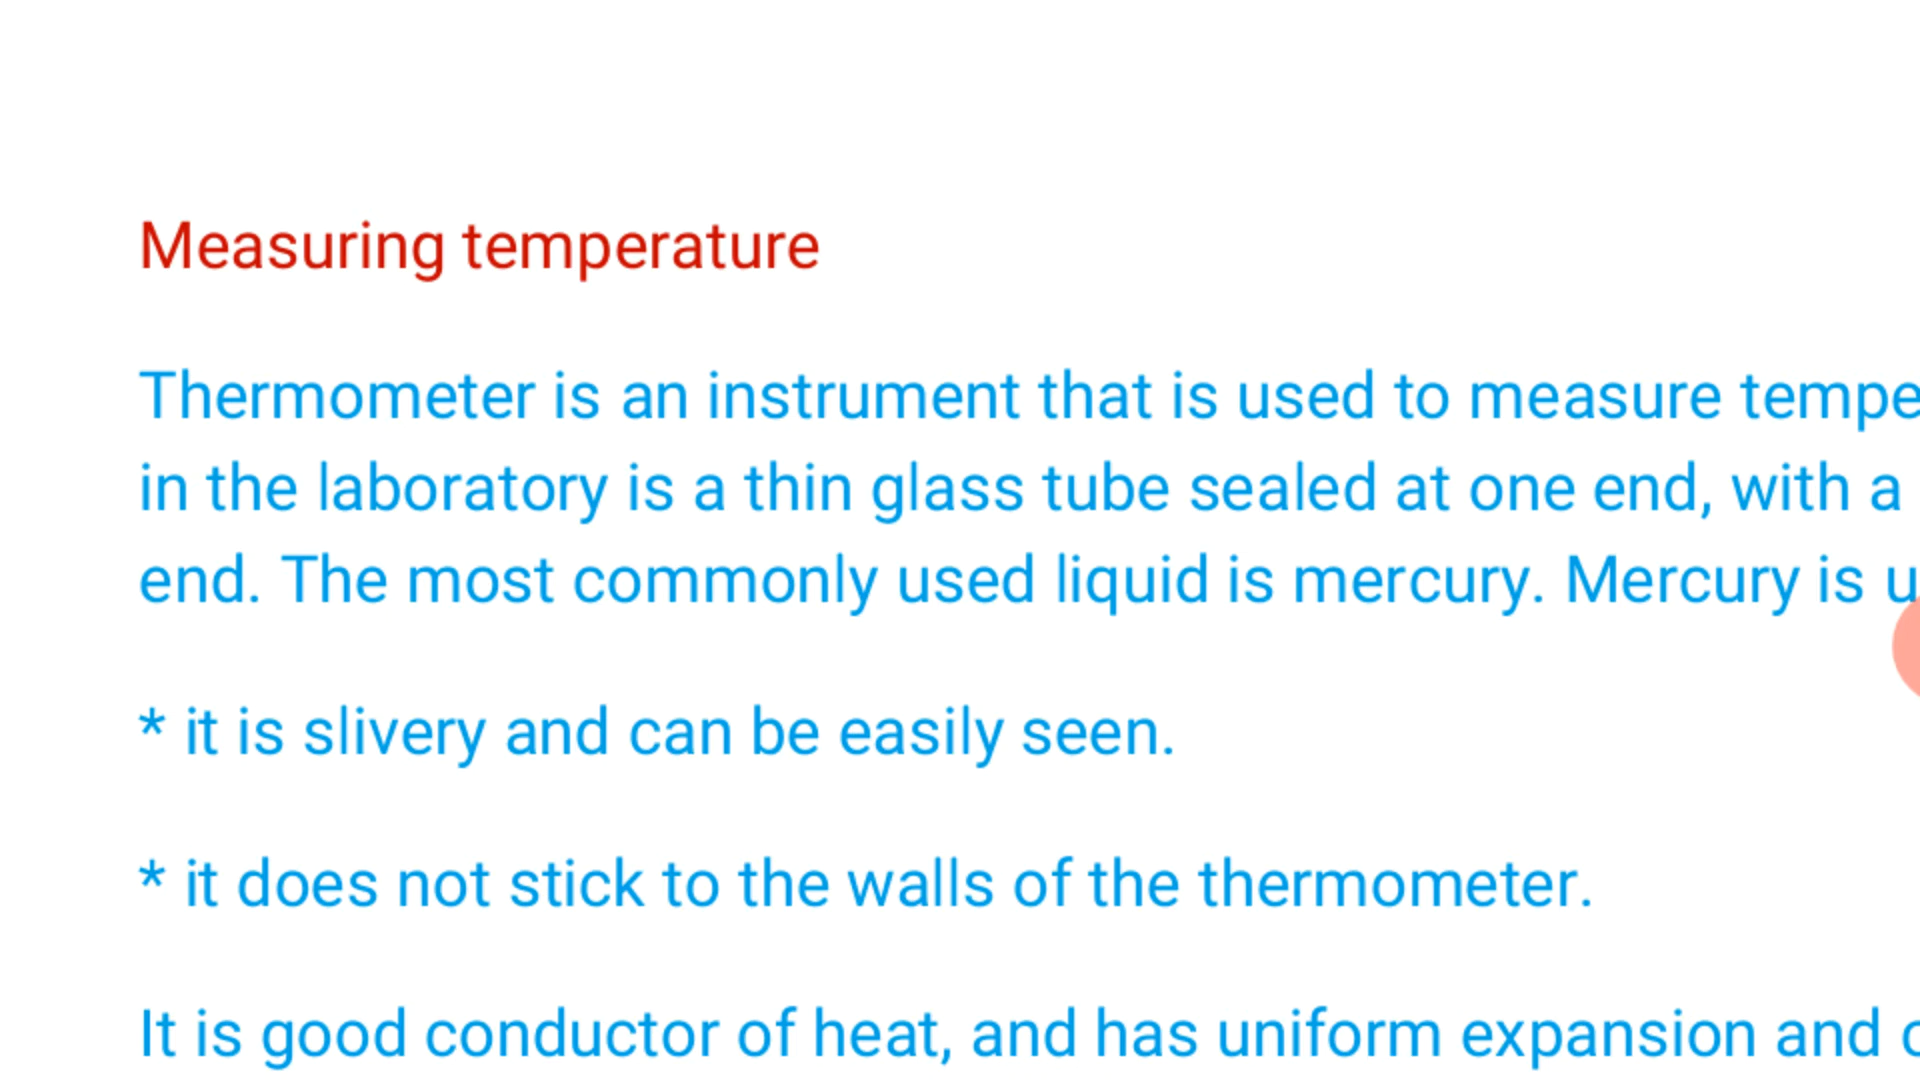 Measuring temperature
Thermometer is an instrument that is used to measure
in the laboratory is a thin glass tube sealed at one end, with a
end. The most commonly used liquid is mercury. Mercury is
* it is slivery and can be easily seen.
* it does not stick to the walls of the thermometer.
It is good conductor of heat, and has uniform expansion and